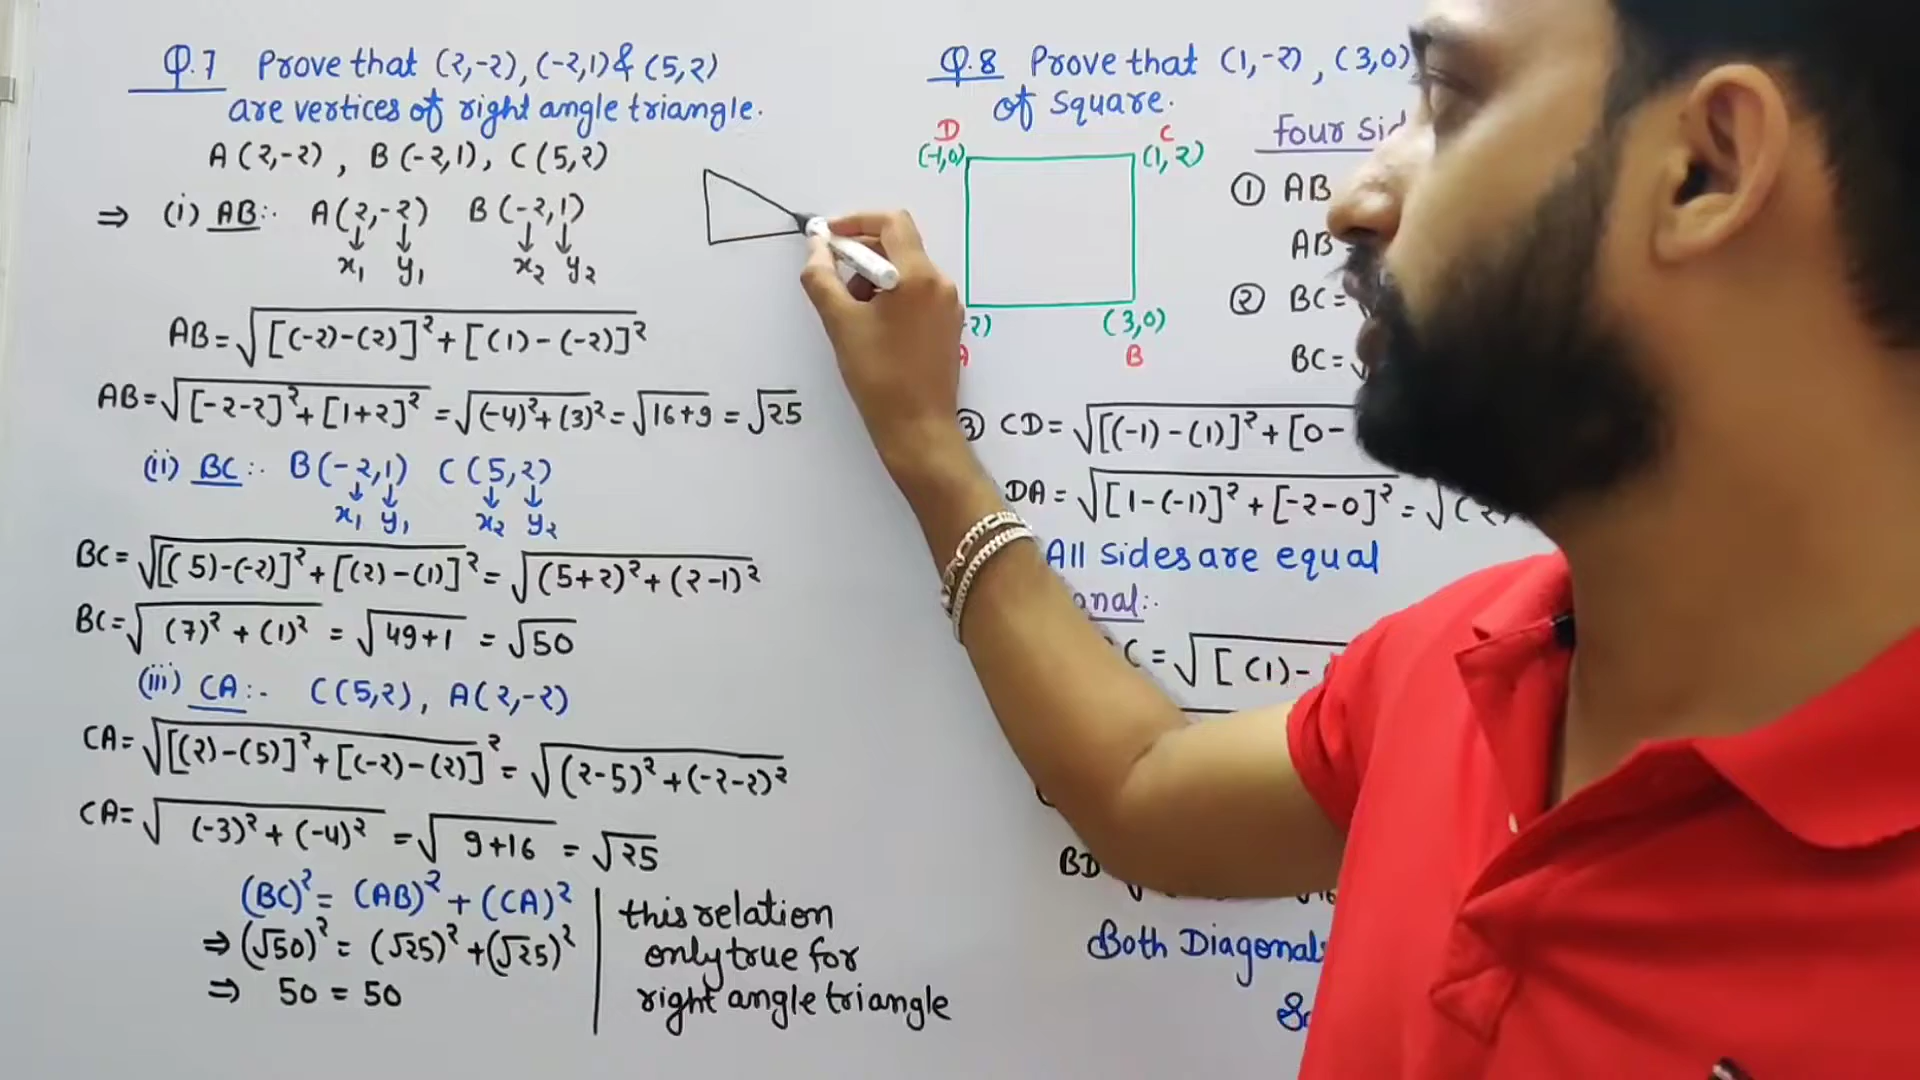 Q.7 Prove that (2,-2), (-2,1) & (5,2)
are vertices of right angle triangle.
A (2,-2) , B (-2,1), C (5,2)
⇒ (i) AB:- A(2,-2) B (-2,1)
↓ ↓ ↓ ↓
x₁ y₁ x₂ y₂
AB = √[(-2)-(2)]² + [(1) - (-2)]²
AB = √[-2-2]² + [1+2]² = √(-4)² + (3)² = √16+9 = √25
(ii) BC:- B(-2,1) C (5,2)
↓ ↓ ↓ ↓
x₁ y₁ x₂ y₂
BC = √[(5)-(-2)]² + [(2)-(1)]² = √(5+2)² + (2-1)²
BC = √(7)² + (1)² = √49+1 = √50
(iii) CA:- C(5,2), A(2,-2)
CA = √[(2)-(5)]² + [(-2)-(2)]² = √(2-5)² + (-2-2)²
CA = √(-3)² + (-4)² = √9+16 = √25
(BC)² = (AB)² + (CA)²
⇒ (√50)² = (√25)² + (√25)²
⇒ 50 = 50
this relation
only true for
right angle triangle
Q.8 Prove that (1,-2) , (3,0)
of square.
D C
(-1,0) (1,2)
2) (3,0)
A B
Four
① AB
AB
② BC =
BC = √
③ CD = √[(-1)-(1)]² + [0-
DA = √[1-(-1)]² + [-2-0]² = √(2)
All sides are equal
C = √[(1)-
BD
Both Diagonal